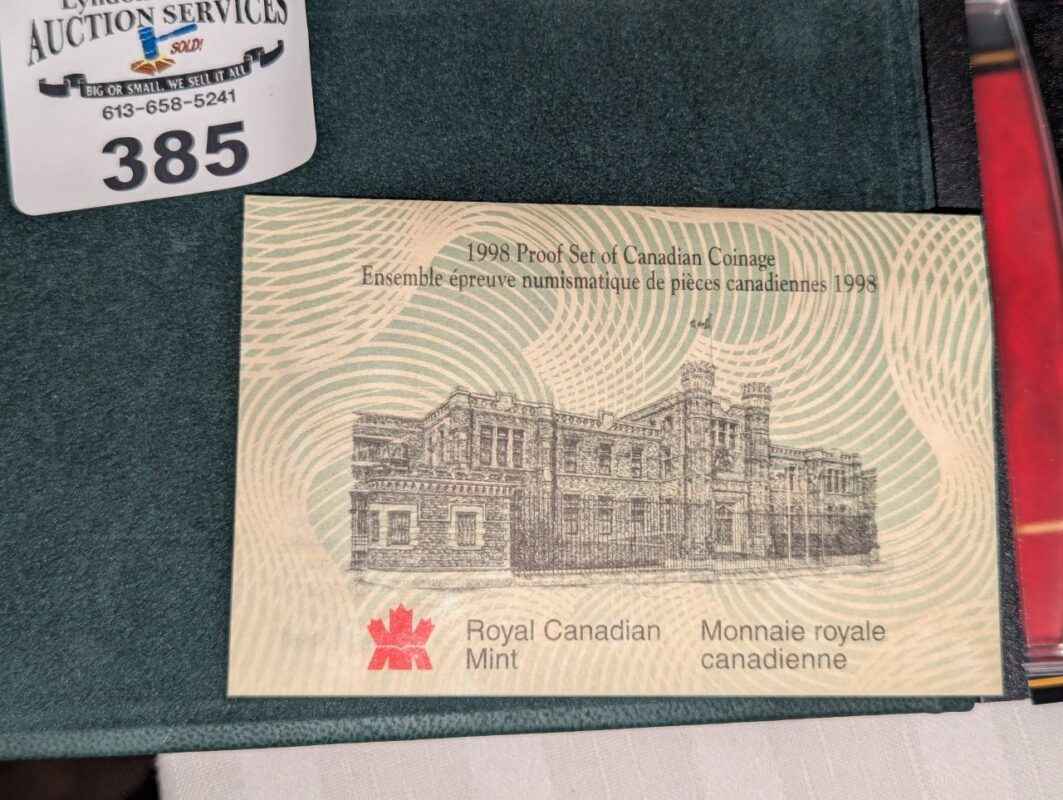 AUCTION SERVICES
SOLD!
BIG OR SMALL, WE SELL IT ALL
613-658-5241
385
1998 Proof Set of Canadian Coinage
Ensemble épreuve numismatique de pièces canadiennes 1998
Royal Canadian
Mint
Monnaie royale
canadienne